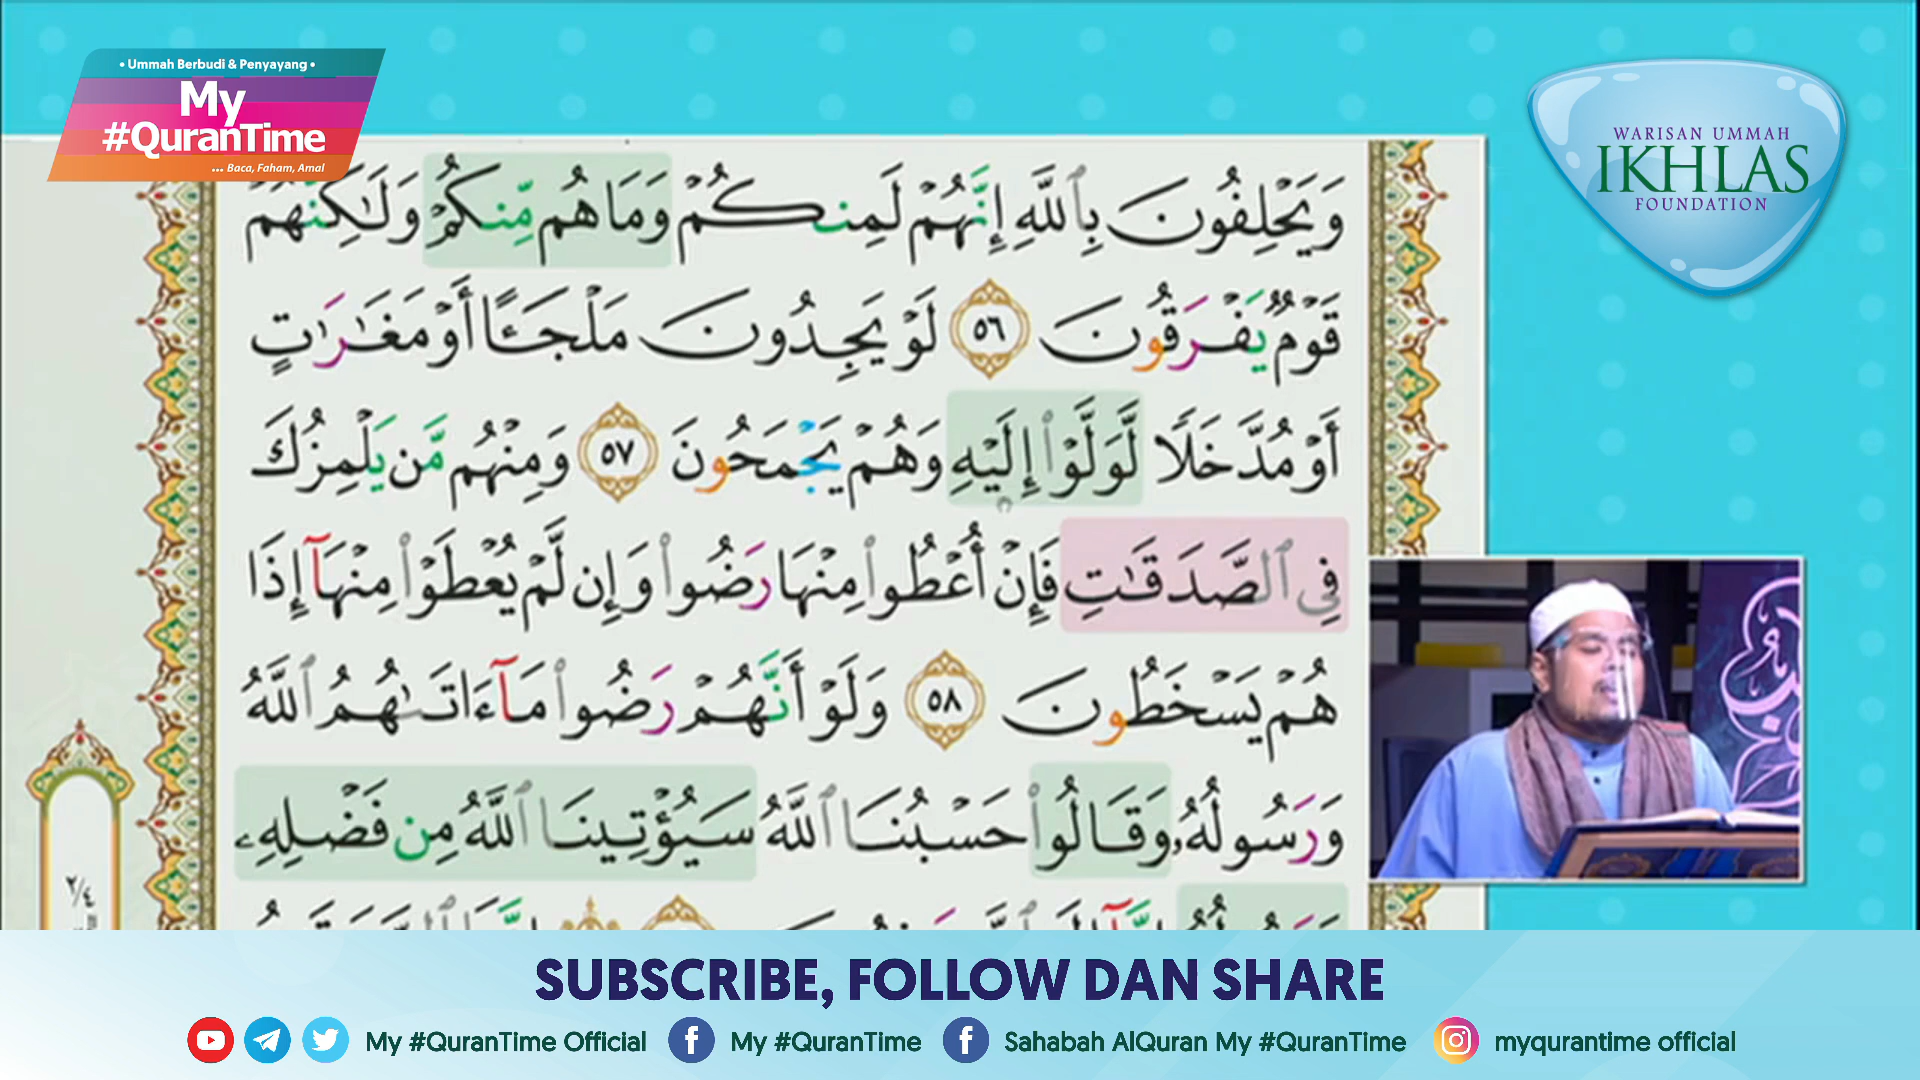 • Ummah Berbudi & Penyayang •
My
#QuranTime
... Baca, Faham, Amal
WARISAN UMMAH
IKHLAS
FOUNDATION
وَيَحْلِفُونَ بِٱللَّهِ إِنَّهُمْ لَمِنكُمْ وَمَا هُم مِّنكُمْ وَلَـٰكِنَّهُمْ
قَوْمٌ يَفْرَقُونَ ٥٦ لَوْ يَجِدُونَ مَلْجَـًٔا أَوْ مَغَـٰرَٰتٍ
أَوْ مُدَّخَلًا لَّوَلَّوْا۟ إِلَيْهِ وَهُمْ يَجْمَحُونَ ٥٧ وَمِنْهُم مَّن يَلْمِزُكَ
فِى ٱلصَّدَقَـٰتِ فَإِنْ أُعْطُوا۟ مِنْهَا رَضُوا۟ وَإِن لَّمْ يُعْطَوْا۟ مِنْهَآ إِذَا
هُمْ يَسْخَطُونَ ٥٨ وَلَوْ أَنَّهُمْ رَضُوا۟ مَآ ءَاتَىٰهُمُ ٱللَّهُ
وَرَسُولُهُۥ وَقَالُوا۟ حَسْبُنَا ٱللَّهُ سَيُؤْتِينَا ٱللَّهُ مِن فَضْلِهِۦ
٢/٤
SUBSCRIBE, FOLLOW DAN SHARE
My #QuranTime Official My #QuranTime Sahabah AlQuran My #QuranTime myqurantime official